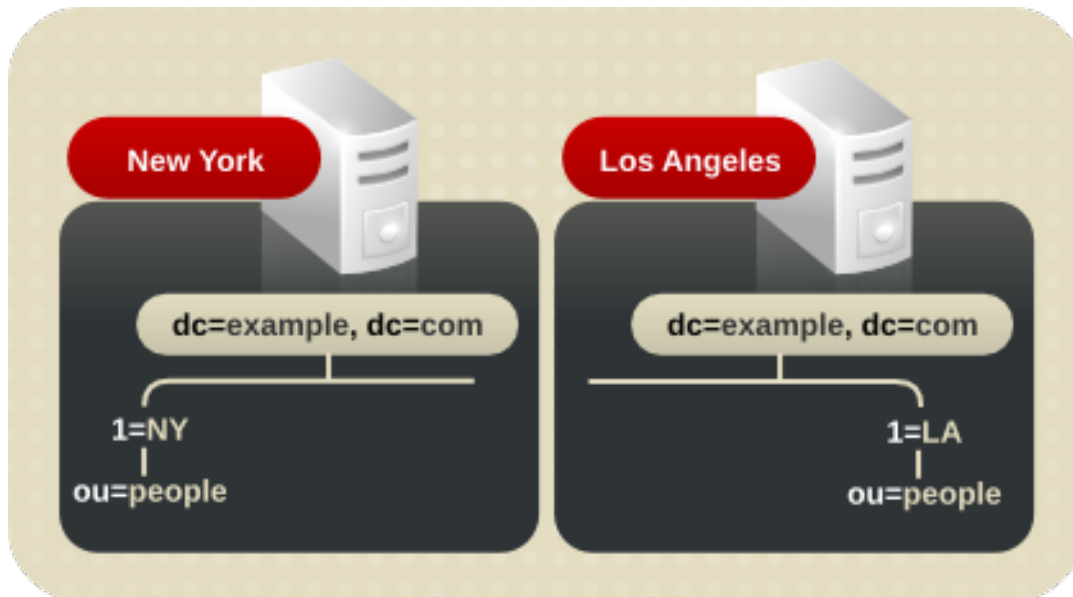 New York
dc=example, dc=com
1=NY
ou=people
Los Angeles
dc=example, dc=com
1=LA
ou=people